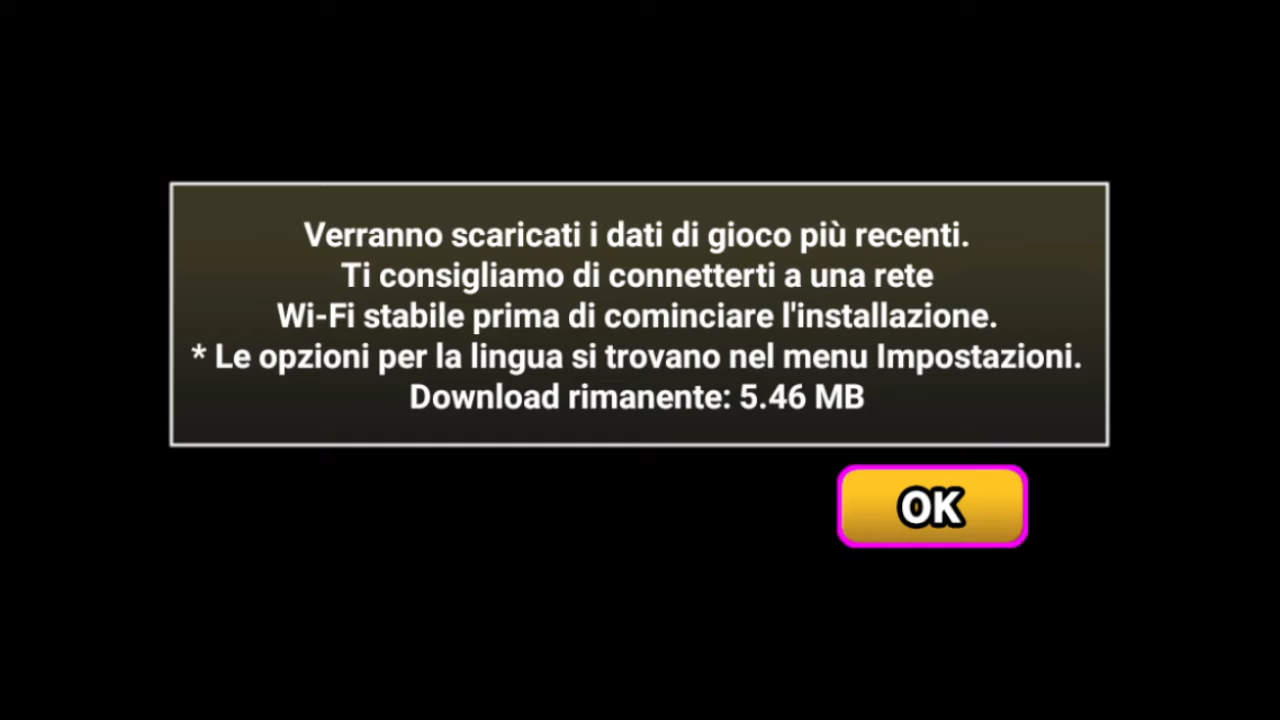 Verranno scaricati i dati di gioco più recenti.
Ti consigliamo di connetterti a una rete
Wi-Fi stabile prima di cominciare l'installazione.
* Le opzioni per la lingua si trovano nel menu Impostazioni.
Download rimanente: 5.46 MB
OK